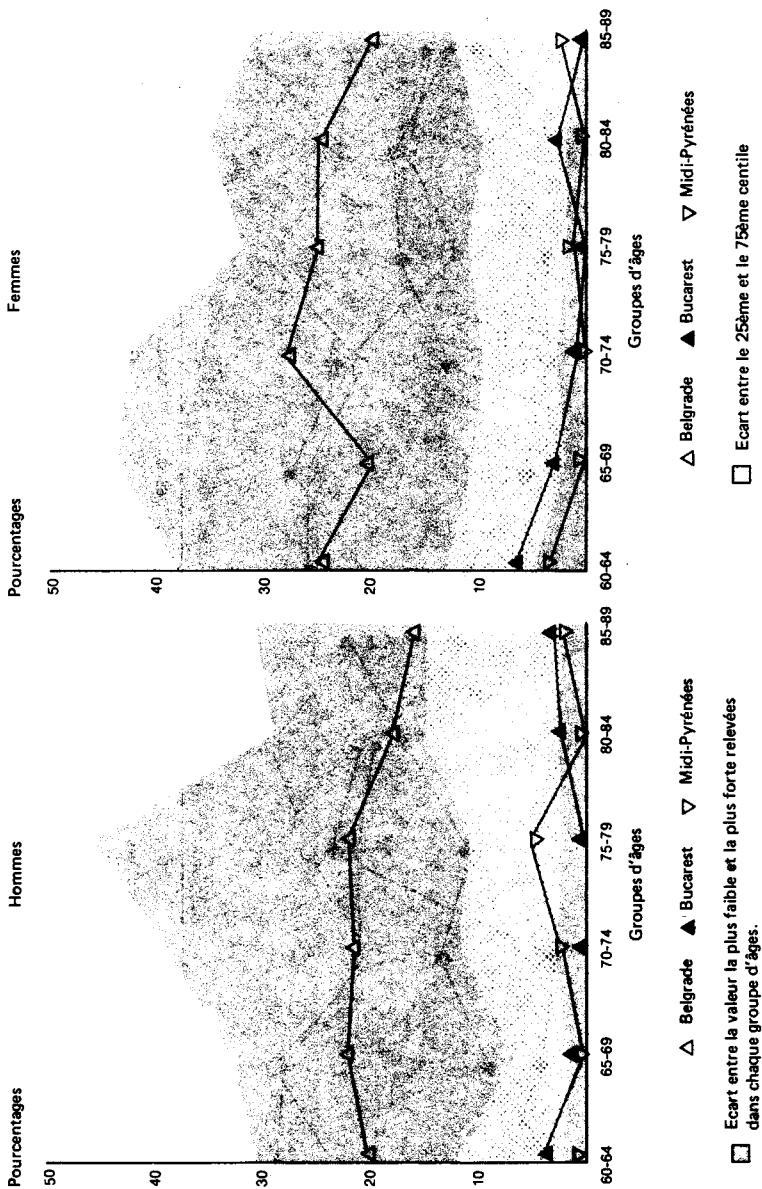 Pourcentages
Hommes
50
40
30
20
10
60-64 65-69 70-74 75-79 80-84 85-89
Groupes d'âges
△ Belgrade ▲ Bucarest ▽ Midi-Pyrénées
Ecart entre la valeur la plus faible et la plus forte relevées
dans chaque groupe d'âges.
Pourcentages
Femmes
50
40
30
20
10
60-64 65-69 70-74 75-79 80-84 85-89
Groupes d'âges
△ Belgrade ▲ Bucarest ▽ Midi-Pyrénées
Ecart entre le 25ème et le 75ème centile